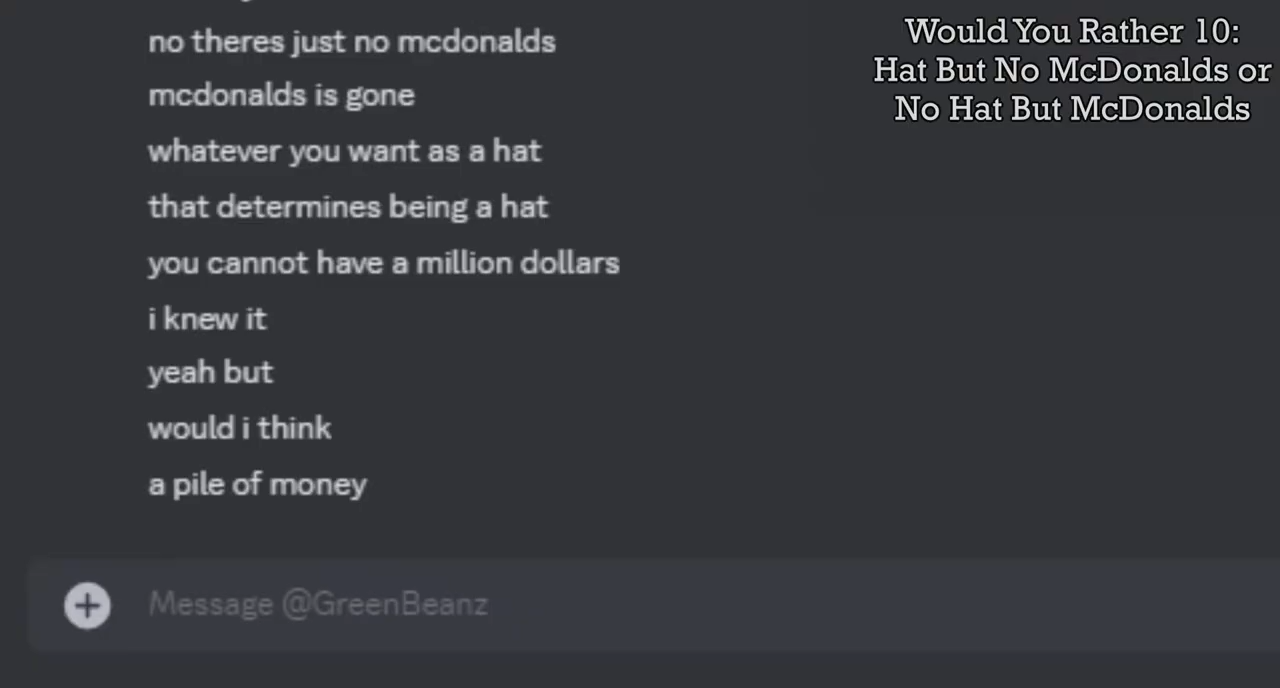 no theres just no mcdonalds
mcdonalds is gone
whatever you want as a hat
that determines being a hat
you cannot have a million dollars
i knew it
yeah but
would i think
a pile of money
Message @GreenBeanz
Would You Rather 10:
Hat But No McDonalds or
No Hat But McDonalds